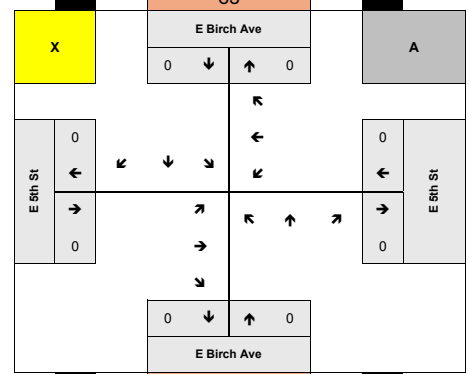 E Birch Ave
X
A
0 ↓ ↑ 0
↖
0
0
←
E 5th St
←
↙ ↓ ↘
↙
←
E 5th St
→
↗
↖ ↑ ↗
→
0
→
0
↘
0 ↓ ↑ 0
E Birch Ave